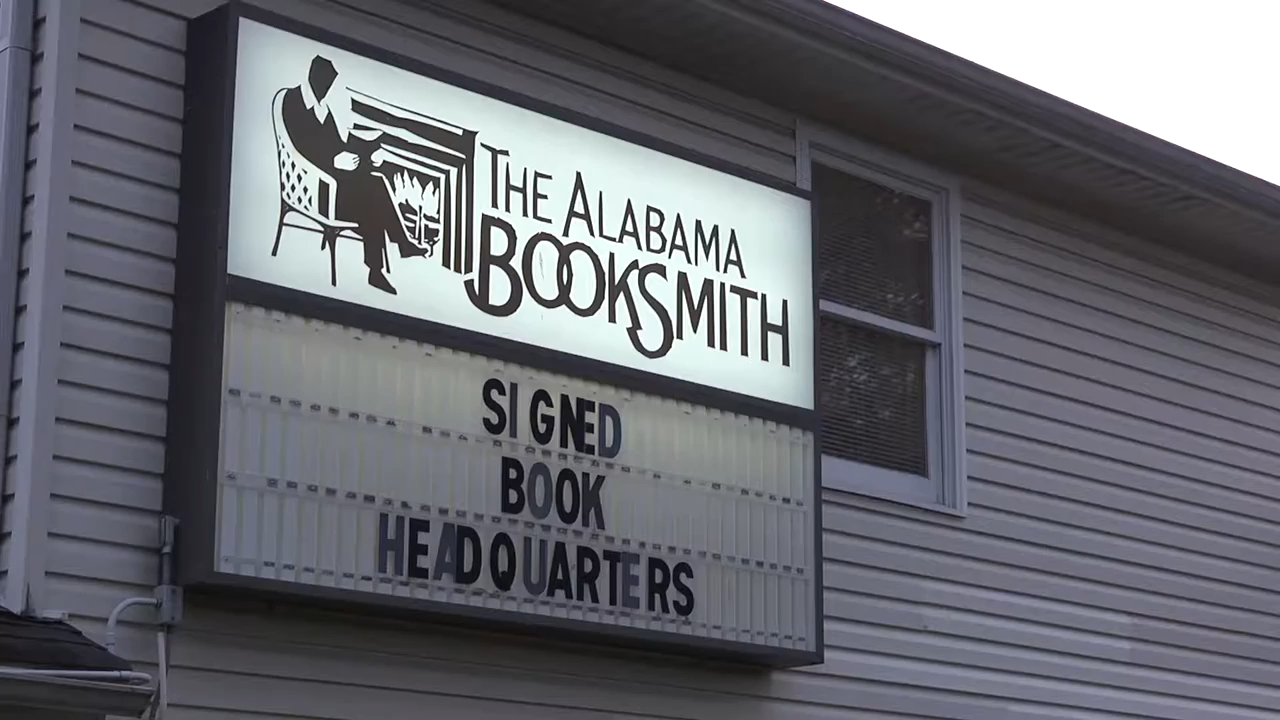 THE ALABAMA
BOOKSMITH
SIGNED
BOOK
HEADQUARTERS